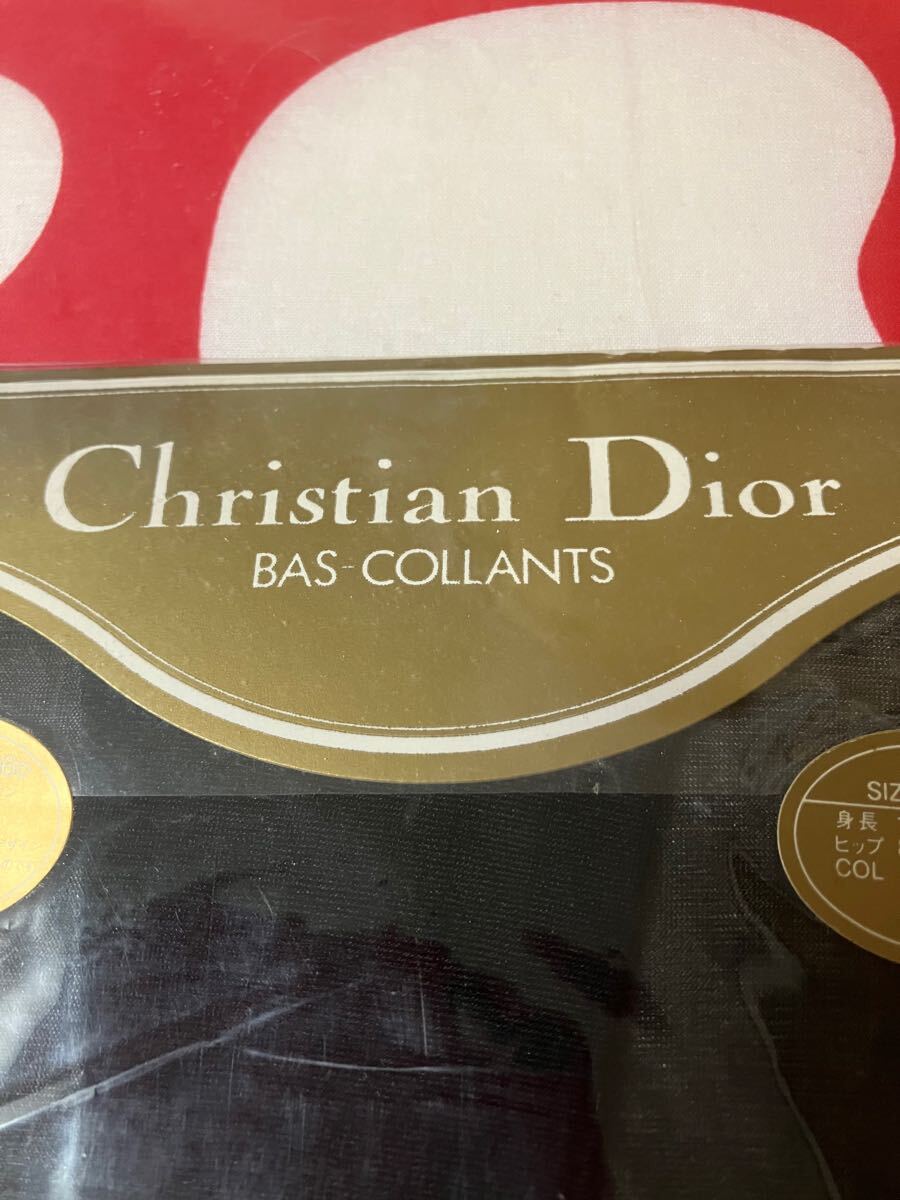 Christian Dior
BAS-COLLANTS
SIZ
身長
ヒップ
COL